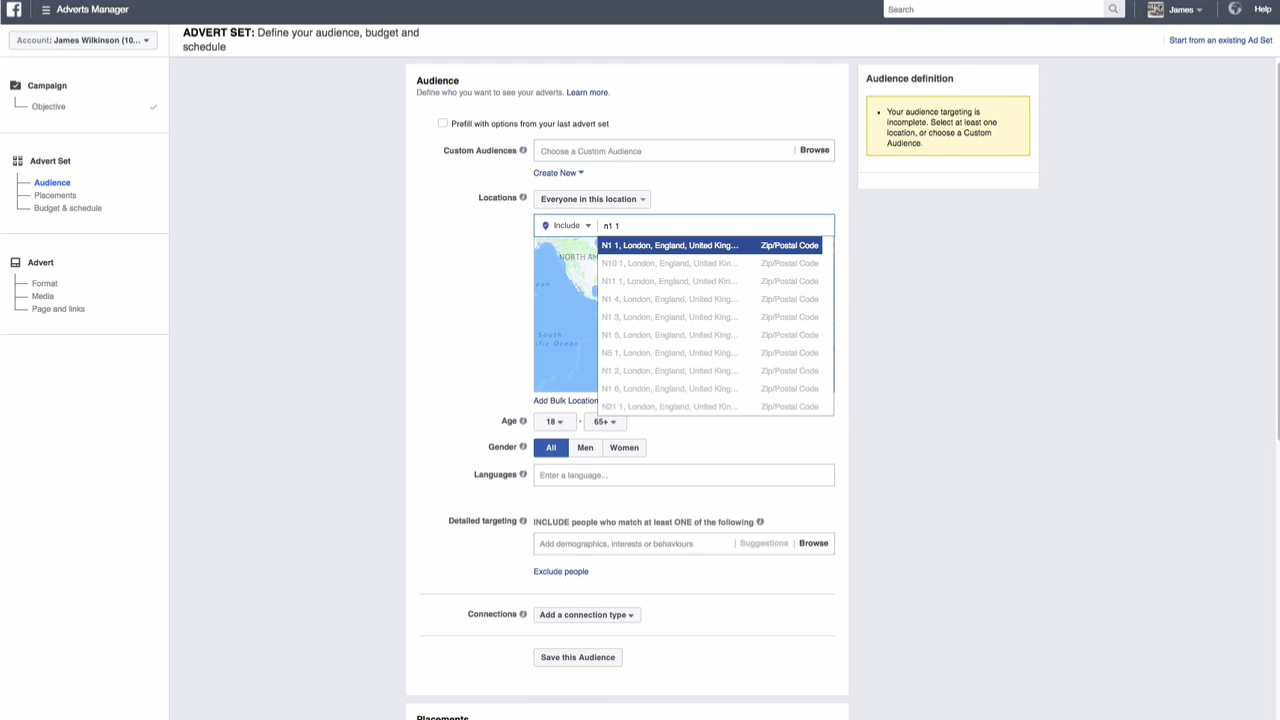 Adverts Manager
Search
James
Help
Account: James Wilkinson (10...
ADVERT SET: Define your audience, budget and
schedule
Start from an existing Ad Set
Campaign
Objective
Advert Set
Audience
Placements
Budget & schedule
Advert
Format
Media
Page and links
Audience
Define who you want to see your adverts. Learn more.
Prefill with options from your last advert set
Custom Audiences
Choose a Custom Audience
Browse
Create New
Locations
Everyone in this location
Include
n1 1
NORTH AM
ean
South
ific Ocean
N1 1, London, England, United King... Zip/Postal Code
N10 1, London, England, United Kin... Zip/Postal Code
N11 1, London, England, United Kin... Zip/Postal Code
N1 4, London, England, United King... Zip/Postal Code
N1 3, London, England, United King... Zip/Postal Code
N1 5, London, England, United King... Zip/Postal Code
N5 1, London, England, United King... Zip/Postal Code
N1 2, London, England, United King... Zip/Postal Code
N1 6, London, England, United King... Zip/Postal Code
N21 1, London, England, United Kin... Zip/Postal Code
Add Bulk Location
Age
18 - 65+
Gender
All Men Women
Languages
Enter a language...
Detailed targeting
INCLUDE people who match at least ONE of the following
Add demographics, interests or behaviours
Suggestions
Browse
Exclude people
Connections
Add a connection type
Save this Audience
Placements
Audience definition
Your audience targeting is
incomplete. Select at least one
location, or choose a Custom
Audience.